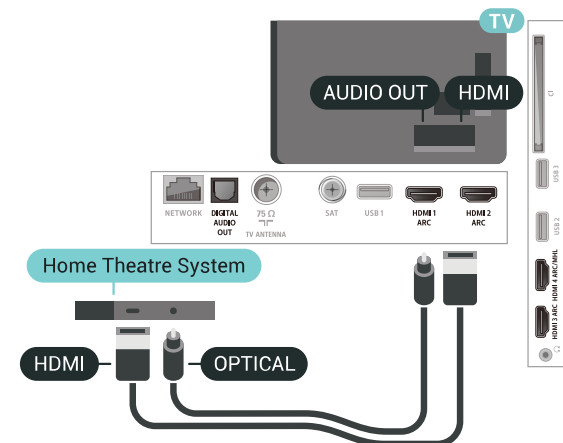 TV
AUDIO OUT
HDMI
CI
USB 3
USB 2
HDMI 4 ARC/MHL
HDMI 3 ARC
NETWORK
DIGITAL
AUDIO
OUT
75 Ω
TV ANTENNA
SAT
USB 1
HDMI 1
ARC
HDMI 2
ARC
Home Theatre System
HDMI
OPTICAL